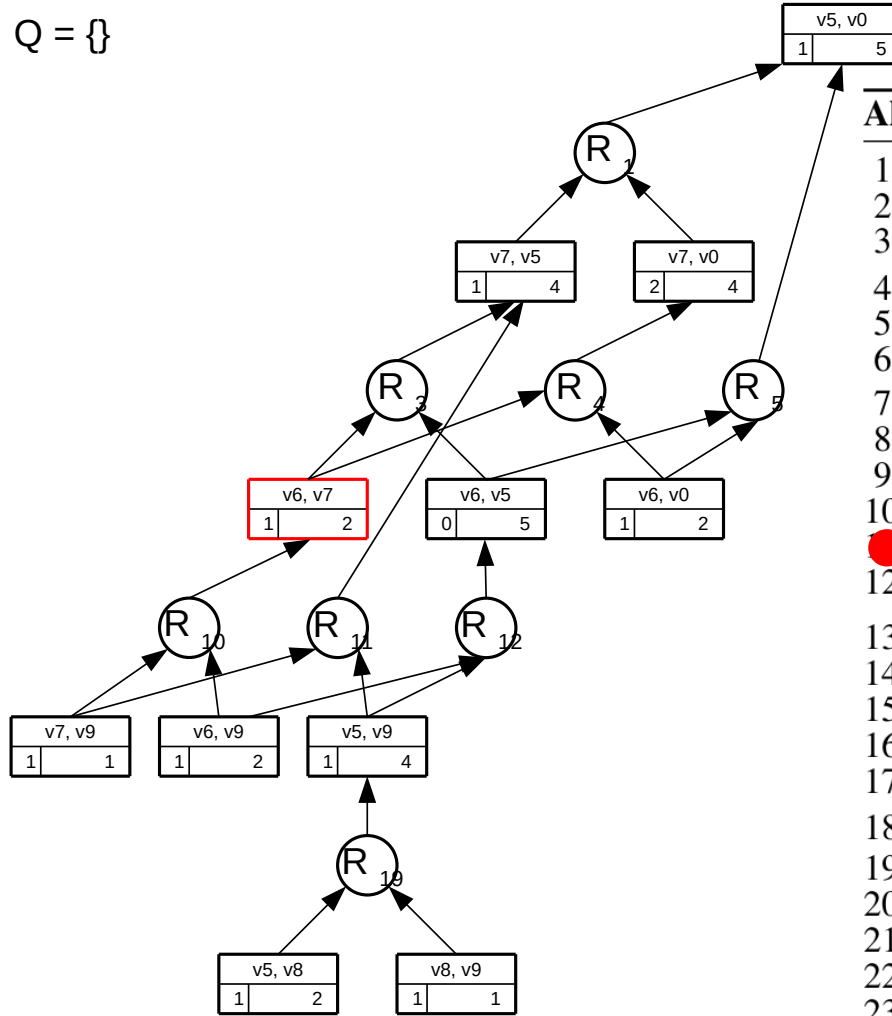 Q = {}
v5, v0
1 5
Al
R 1
1
2
3
v7, v5
1 4
v7, v0
2 4
4
5
6
R 3
R 4
R 5
7
8
9
v6, v7
1 2
v6, v5
0 5
v6, v0
1 2
10
12
R 10
R 11
R 12
13
14
15
v7, v9
1 1
v6, v9
1 2
v5, v9
1 4
16
17
18
R 19
19
20
21
v5, v8
1 2
v8, v9
1 1
22
23